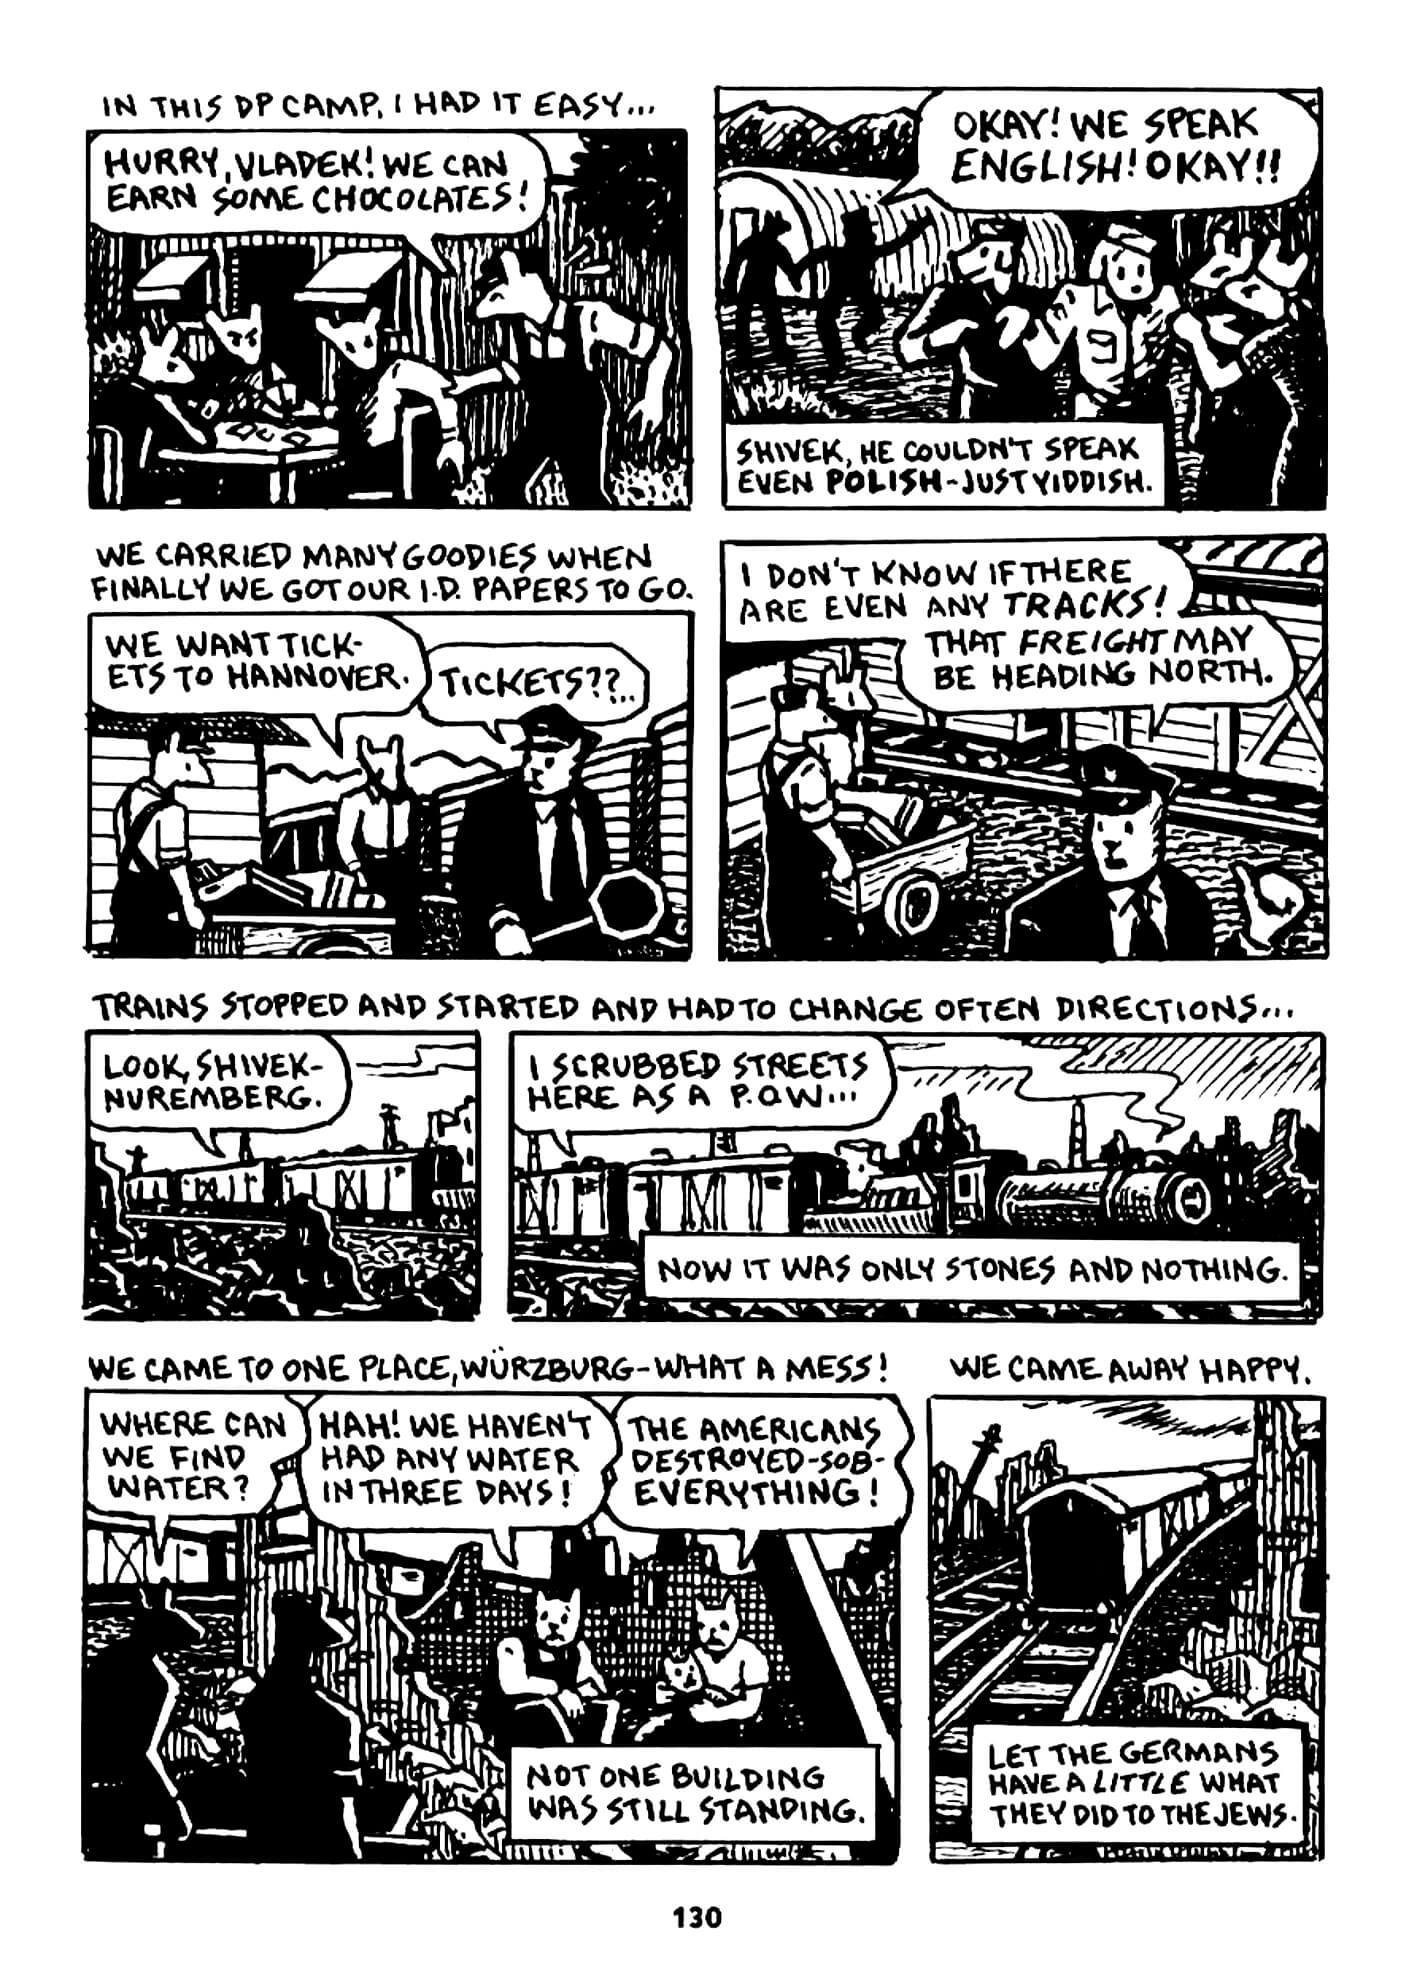 IN THIS DP CAMP, I HAD IT EASY...
HURRY, VLADEK! WE CAN
EARN SOME CHOCOLATES!
OKAY! WE SPEAK
ENGLISH! OKAY!!
SHIVEK, HE COULDN'T SPEAK
EVEN POLISH-JUST YIDDISH.
WE CARRIED MANY GOODIES WHEN
FINALLY WE GOT OUR I.D. PAPERS TO GO.
WE WANT TICK-
ETS TO HANNOVER.
TICKETS??..
I DON'T KNOW IF THERE
ARE EVEN ANY TRACKS!
THAT FREIGHT MAY
BE HEADING NORTH.
TRAINS STOPPED AND STARTED AND HAD TO CHANGE OFTEN DIRECTIONS...
LOOK, SHIVEK-
NUREMBERG.
I SCRUBBED STREETS
HERE AS A P.O.W...
NOW IT WAS ONLY STONES AND NOTHING.
WE CAME TO ONE PLACE, WÜRZBURG-WHAT A MESS!
WHERE CAN
WE FIND
WATER?
HAH! WE HAVEN'T
HAD ANY WATER
IN THREE DAYS!
THE AMERICANS
DESTROYED-SOB-
EVERYTHING!
NOT ONE BUILDING
WAS STILL STANDING.
WE CAME AWAY HAPPY.
LET THE GERMANS
HAVE A LITTLE WHAT
THEY DID TO THE JEWS.
130